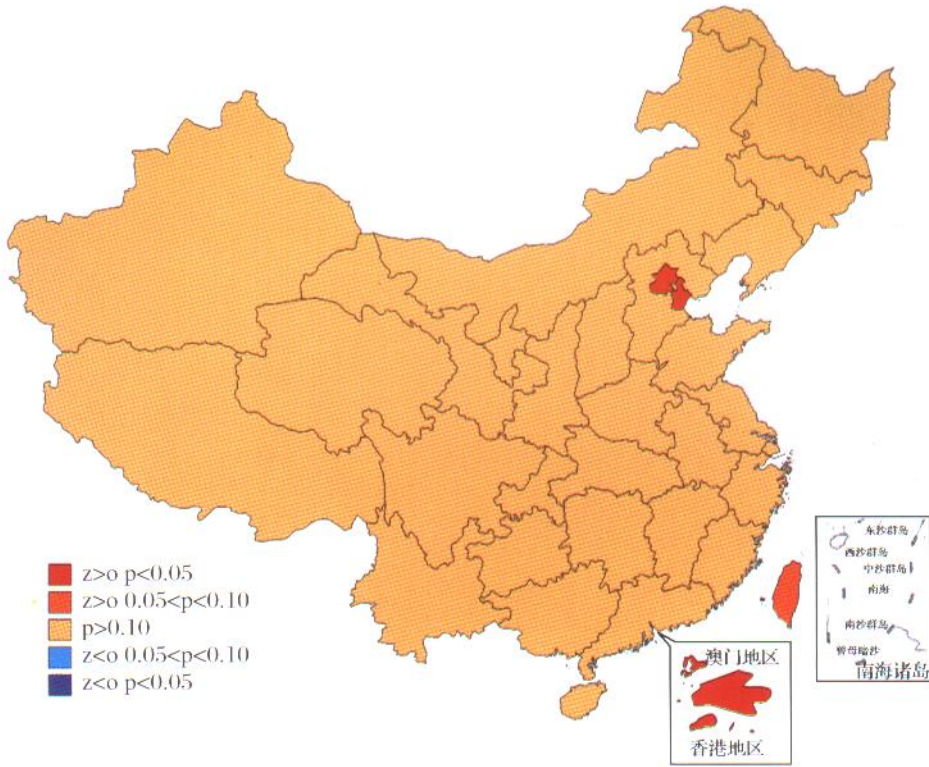 z>o p<0.05
z>o 0.05<p<0.10
p>0.10
z<o 0.05<p<0.10
z<o p<0.05
澳门地区
香港地区
东沙群岛
西沙群岛
中沙群岛
南海
南沙群岛
曾母暗沙
南海诸岛